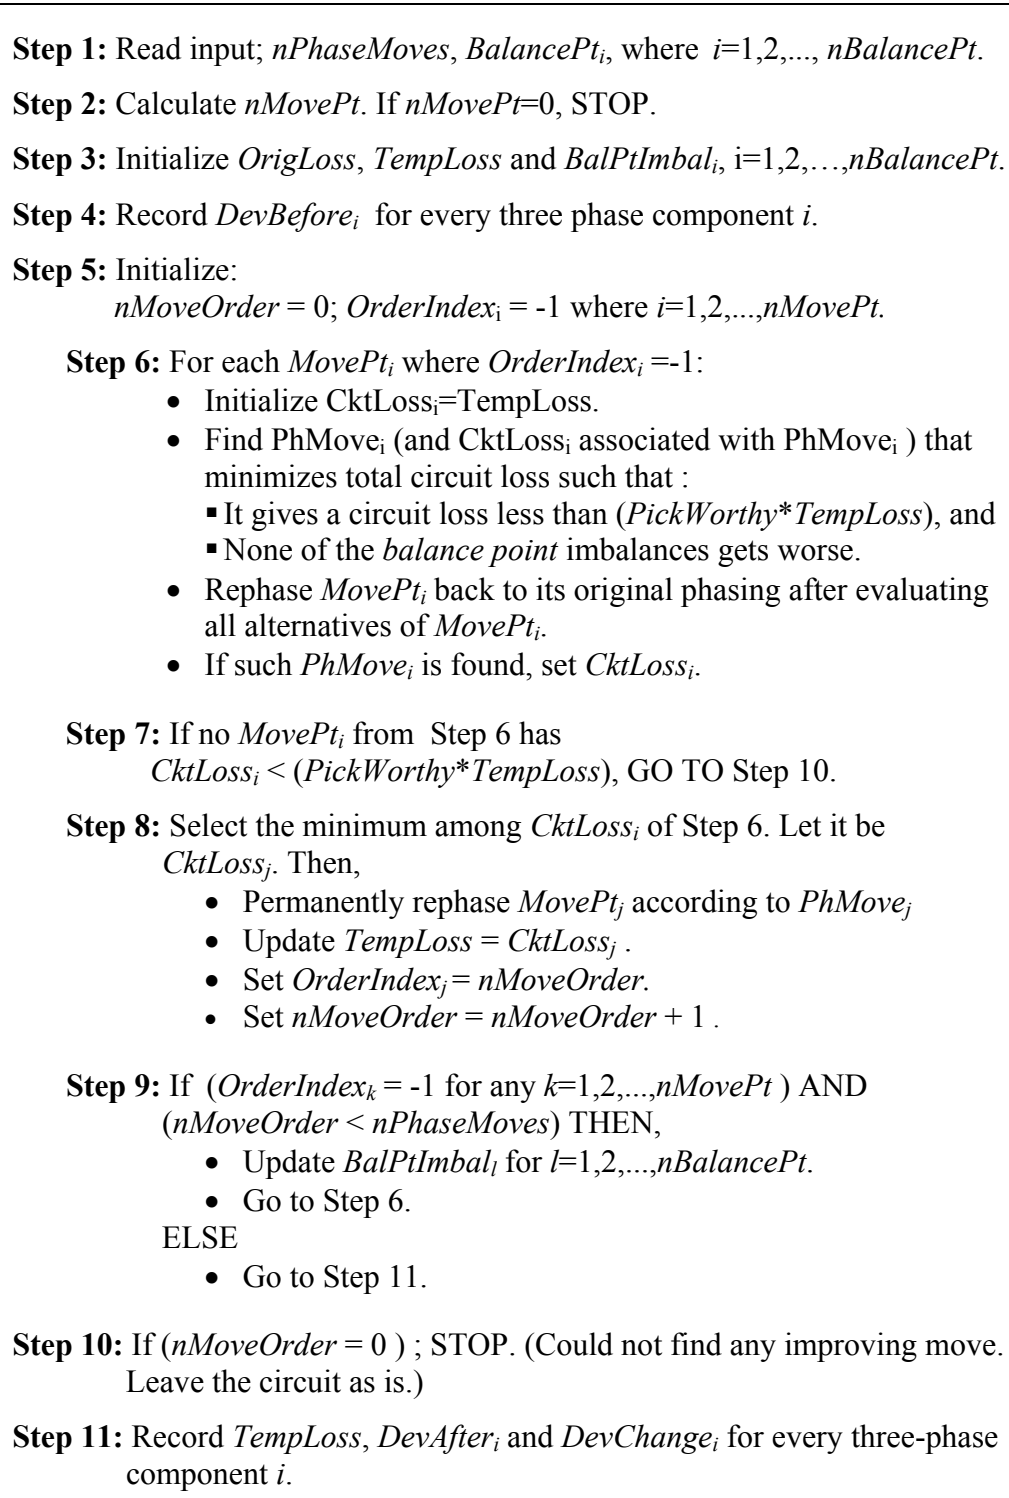 Step 1: Read input; nPhaseMoves, BalancePtᵢ, where i=1,2,..., nBalancePt.
Step 2: Calculate nMovePt. If nMovePt=0, STOP.
Step 3: Initialize OrigLoss, TempLoss and BalPtImbalᵢ, i=1,2,…,nBalancePt.
Step 4: Record DevBeforeᵢ for every three phase component i.
Step 5: Initialize:
nMoveOrder = 0; OrderIndexᵢ = -1 where i=1,2,...,nMovePt.
Step 6: For each MovePtᵢ where OrderIndexᵢ =-1:
• Initialize CktLossᵢ=TempLoss.
• Find PhMoveᵢ (and CktLossᵢ associated with PhMoveᵢ ) that
minimizes total circuit loss such that :
▪ It gives a circuit loss less than (PickWorthy*TempLoss), and
▪ None of the balance point imbalances gets worse.
• Rephase MovePtᵢ back to its original phasing after evaluating
all alternatives of MovePtᵢ.
• If such PhMoveᵢ is found, set CktLossᵢ.
Step 7: If no MovePtᵢ from Step 6 has
CktLossᵢ < (PickWorthy*TempLoss), GO TO Step 10.
Step 8: Select the minimum among CktLossᵢ of Step 6. Let it be
CktLossⱼ. Then,
• Permanently rephase MovePtⱼ according to PhMoveⱼ
• Update TempLoss = CktLossⱼ .
• Set OrderIndexⱼ = nMoveOrder.
• Set nMoveOrder = nMoveOrder + 1 .
Step 9: If (OrderIndexₖ = -1 for any k=1,2,...,nMovePt ) AND
(nMoveOrder < nPhaseMoves) THEN,
• Update BalPtImbalₗ for l=1,2,...,nBalancePt.
• Go to Step 6.
ELSE
• Go to Step 11.
Step 10: If (nMoveOrder = 0 ) ; STOP. (Could not find any improving move.
Leave the circuit as is.)
Step 11: Record TempLoss, DevAfterᵢ and DevChangeᵢ for every three-phase
component i.